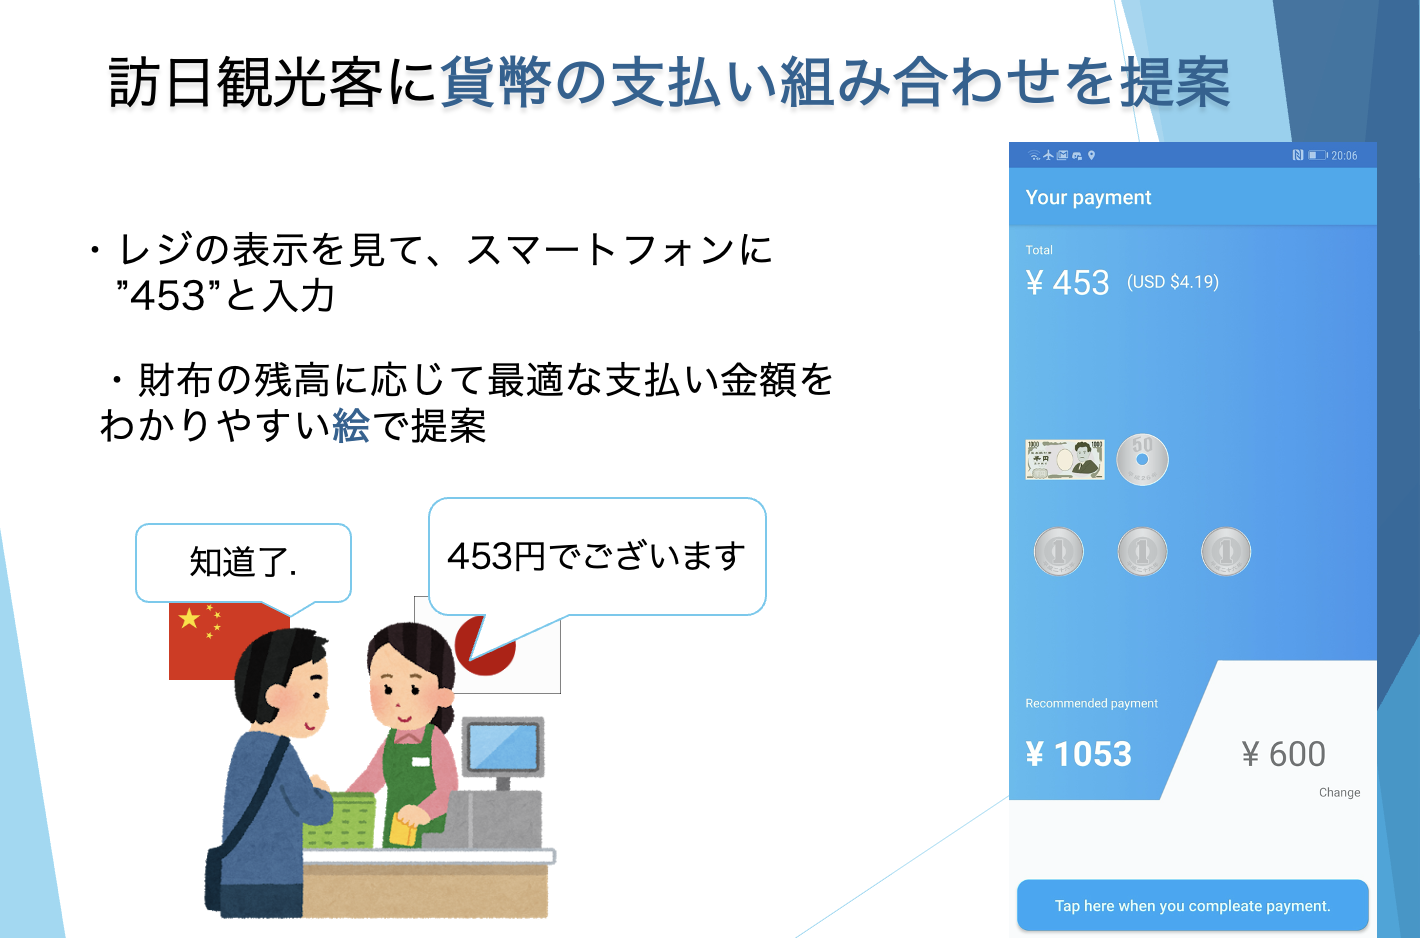 訪日観光客に貨幣の支払い組み合わせを提案
・レジの表示を見て、スマートフォンに
”453”と入力
・財布の残高に応じて最適な支払い金額を
わかりやすい絵で提案
知道了.
453円でございます
20:06
Your payment
Total
¥ 453 (USD $4.19)
1000 1000
千円
50
1 1 1
Recommended payment
¥ 1053
¥ 600
Change
Tap here when you compleate payment.